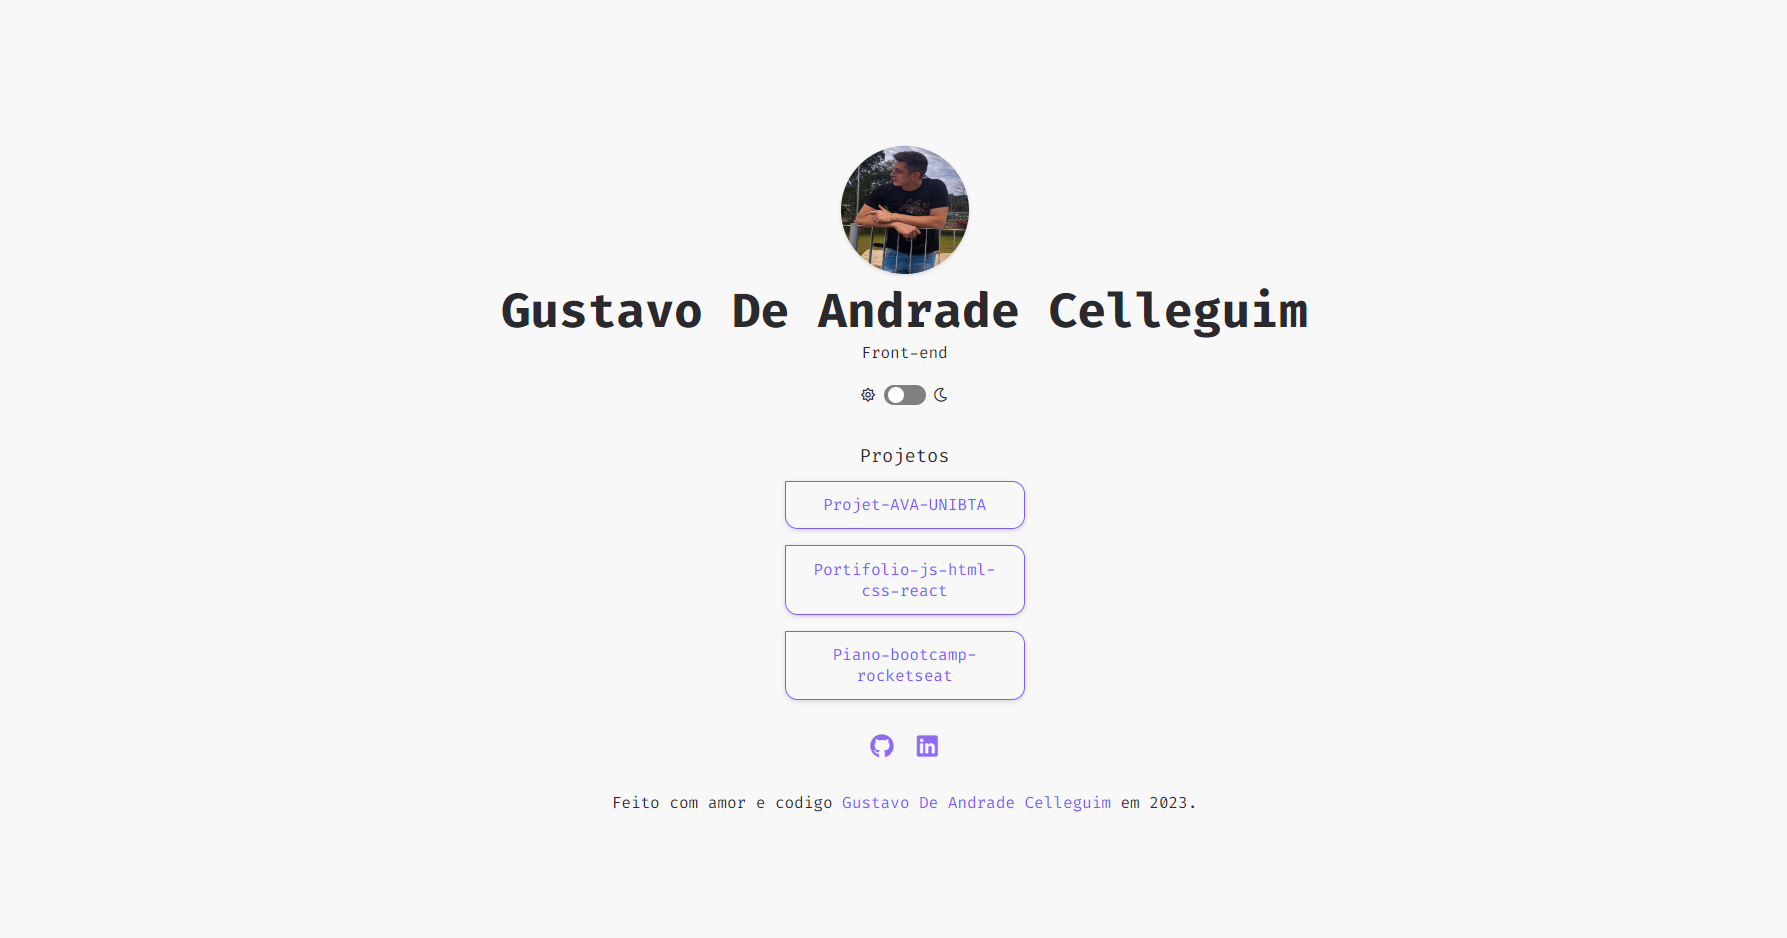 Gustavo De Andrade Celleguim
Front-end
Projetos
Projet-AVA-UNIBTA
Portifolio-js-html-
css-react
Piano-bootcamp-
rocketseat
in
Feito com amor e codigo Gustavo De Andrade Celleguim em 2023.